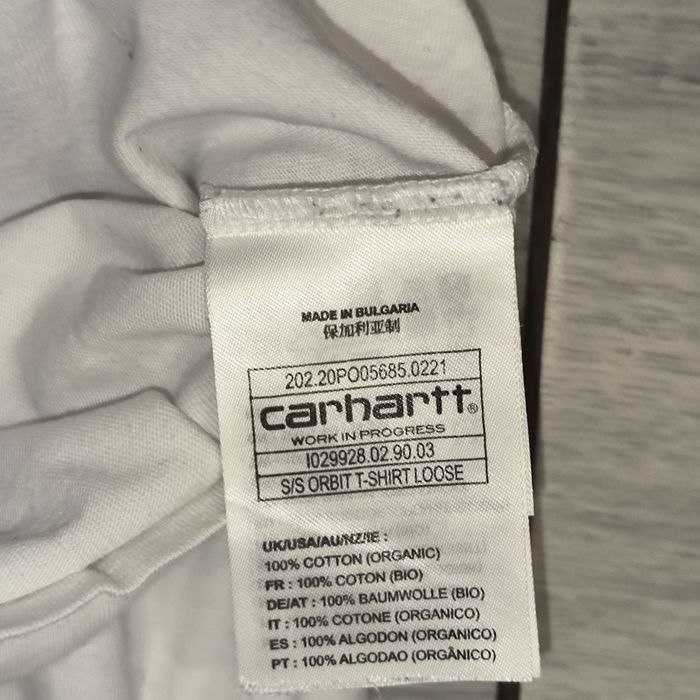 MADE IN BULGARIA
保加利亚制
202.20PO05685.0221
carhartt®
WORK IN PROGRESS
I029928.02.90.03
S/S ORBIT T-SHIRT LOOSE
UK/USA/AU/NZ/IE :
100% COTTON (ORGANIC)
FR : 100% COTON (BIO)
DE/AT : 100% BAUMWOLLE (BIO)
IT : 100% COTONE (ORGANICO)
ES : 100% ALGODON (ORGANICO)
PT : 100% ALGODAO (ORGÂNICO)